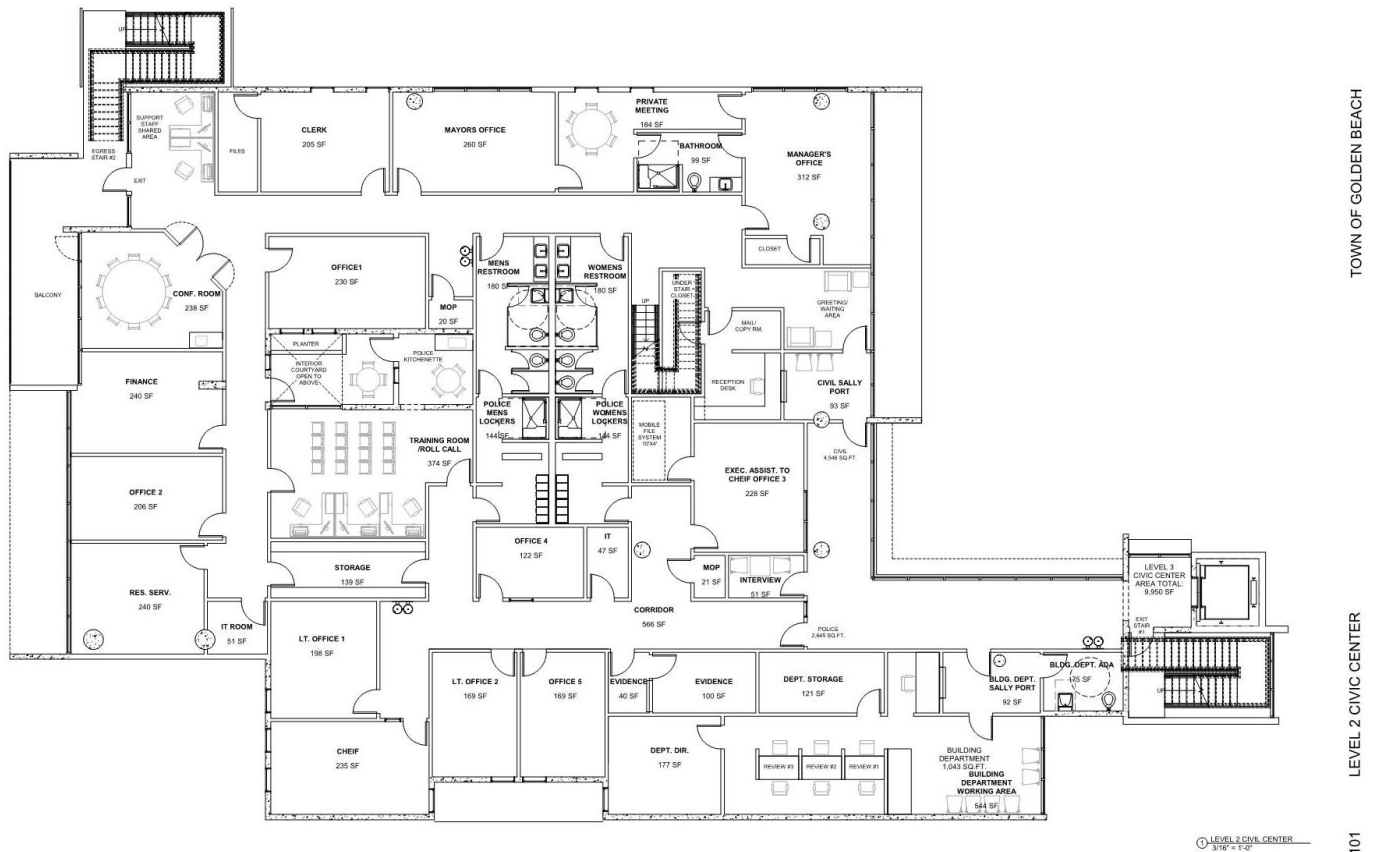 UP
SUPPORT
STAFF
SHARED
AREA
FILES
EGRESS
STAIR #2
EXIT
CLERK
205 SF
MAYORS OFFICE
260 SF
PRIVATE
MEETING
184 SF
BATHROOM
99 SF
MANAGER'S
OFFICE
312 SF
CLOSET
BALCONY
CONF. ROOM
238 SF
OFFICE1
230 SF
MOP
20 SF
MENS
RESTROOM
180 SF
WOMENS
RESTROOM
180 SF
UP
UNDER
STAIR
CLOSET
MAIL/
COPY RM.
GREETING/
WAITING
AREA
PLANTER
INTERIOR
COURTYARD
OPEN TO
ABOVE
POLICE
KITCHENETTE
RECEPTION
DESK
CIVIL SALLY
PORT
93 SF
FINANCE
240 SF
POLICE
MENS
LOCKERS
144 SF
POLICE
WOMENS
LOCKERS
144 SF
MOBILE
FILE
SYSTEM
10'X4'
TRAINING ROOM
/ROLL CALL
374 SF
CIVIL
4,546 SQ.FT.
EXEC. ASSIST. TO
CHEIF OFFICE 3
228 SF
OFFICE 2
206 SF
OFFICE 4
122 SF
IT
47 SF
STORAGE
139 SF
MOP
21 SF
INTERVIEW
51 SF
LEVEL 3
CIVIC CENTER
AREA TOTAL:
9,950 SF
RES. SERV.
240 SF
IT ROOM
51 SF
CORRIDOR
566 SF
POLICE
2,645 SQ.FT.
EXIT
STAIR
#1
LT. OFFICE 1
198 SF
LT. OFFICE 2
169 SF
OFFICE 5
169 SF
EVIDENCE
40 SF
EVIDENCE
100 SF
DEPT. STORAGE
121 SF
BLDG. DEPT.
SALLY PORT
92 SF
BLDG. DEPT. ADA
175 SF
UP
CHEIF
235 SF
DEPT. DIR.
177 SF
REVIEW #3
REVIEW #2
REVIEW #1
BUILDING
DEPARTMENT
1,043 SQ.FT.
BUILDING
DEPARTMENT
WORKING AREA
544 SF
1
LEVEL 2 CIVIL CENTER
3/16" = 1'-0"
TOWN OF GOLDEN BEACH
LEVEL 2 CIVIC CENTER
101